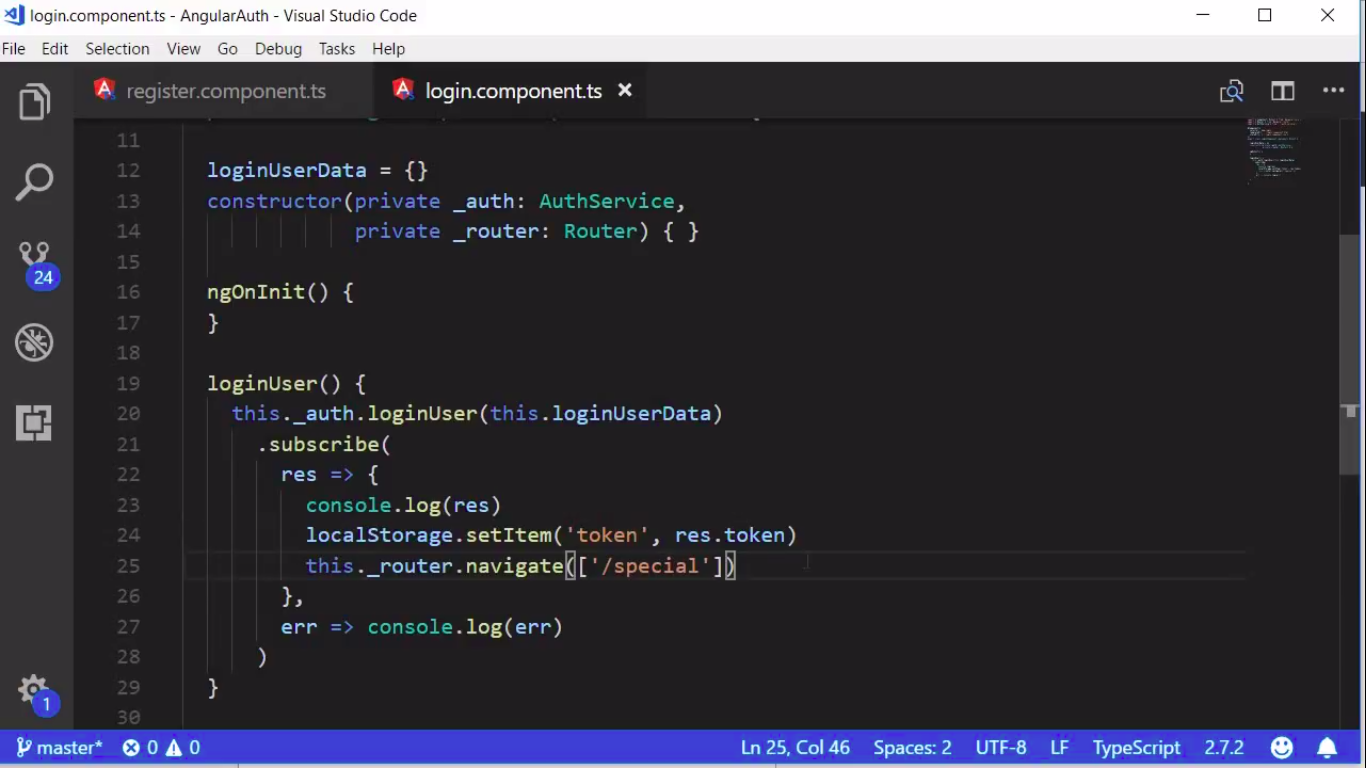 login.component.ts - AngularAuth - Visual Studio Code
File Edit Selection View Go Debug Tasks Help
register.component.ts login.component.ts
11
12 loginUserData = {}
13 constructor(private _auth: AuthService,
14 private _router: Router) { }
15
16 ngOnInit() {
17 }
18
19 loginUser() {
20 this._auth.loginUser(this.loginUserData)
21 .subscribe(
22 res => {
23 console.log(res)
24 localStorage.setItem('token', res.token)
25 this._router.navigate(['/special'])
26 },
27 err => console.log(err)
28 )
29 }
30
24
1
master* 0 0 Ln 25, Col 46 Spaces: 2 UTF-8 LF TypeScript 2.7.2